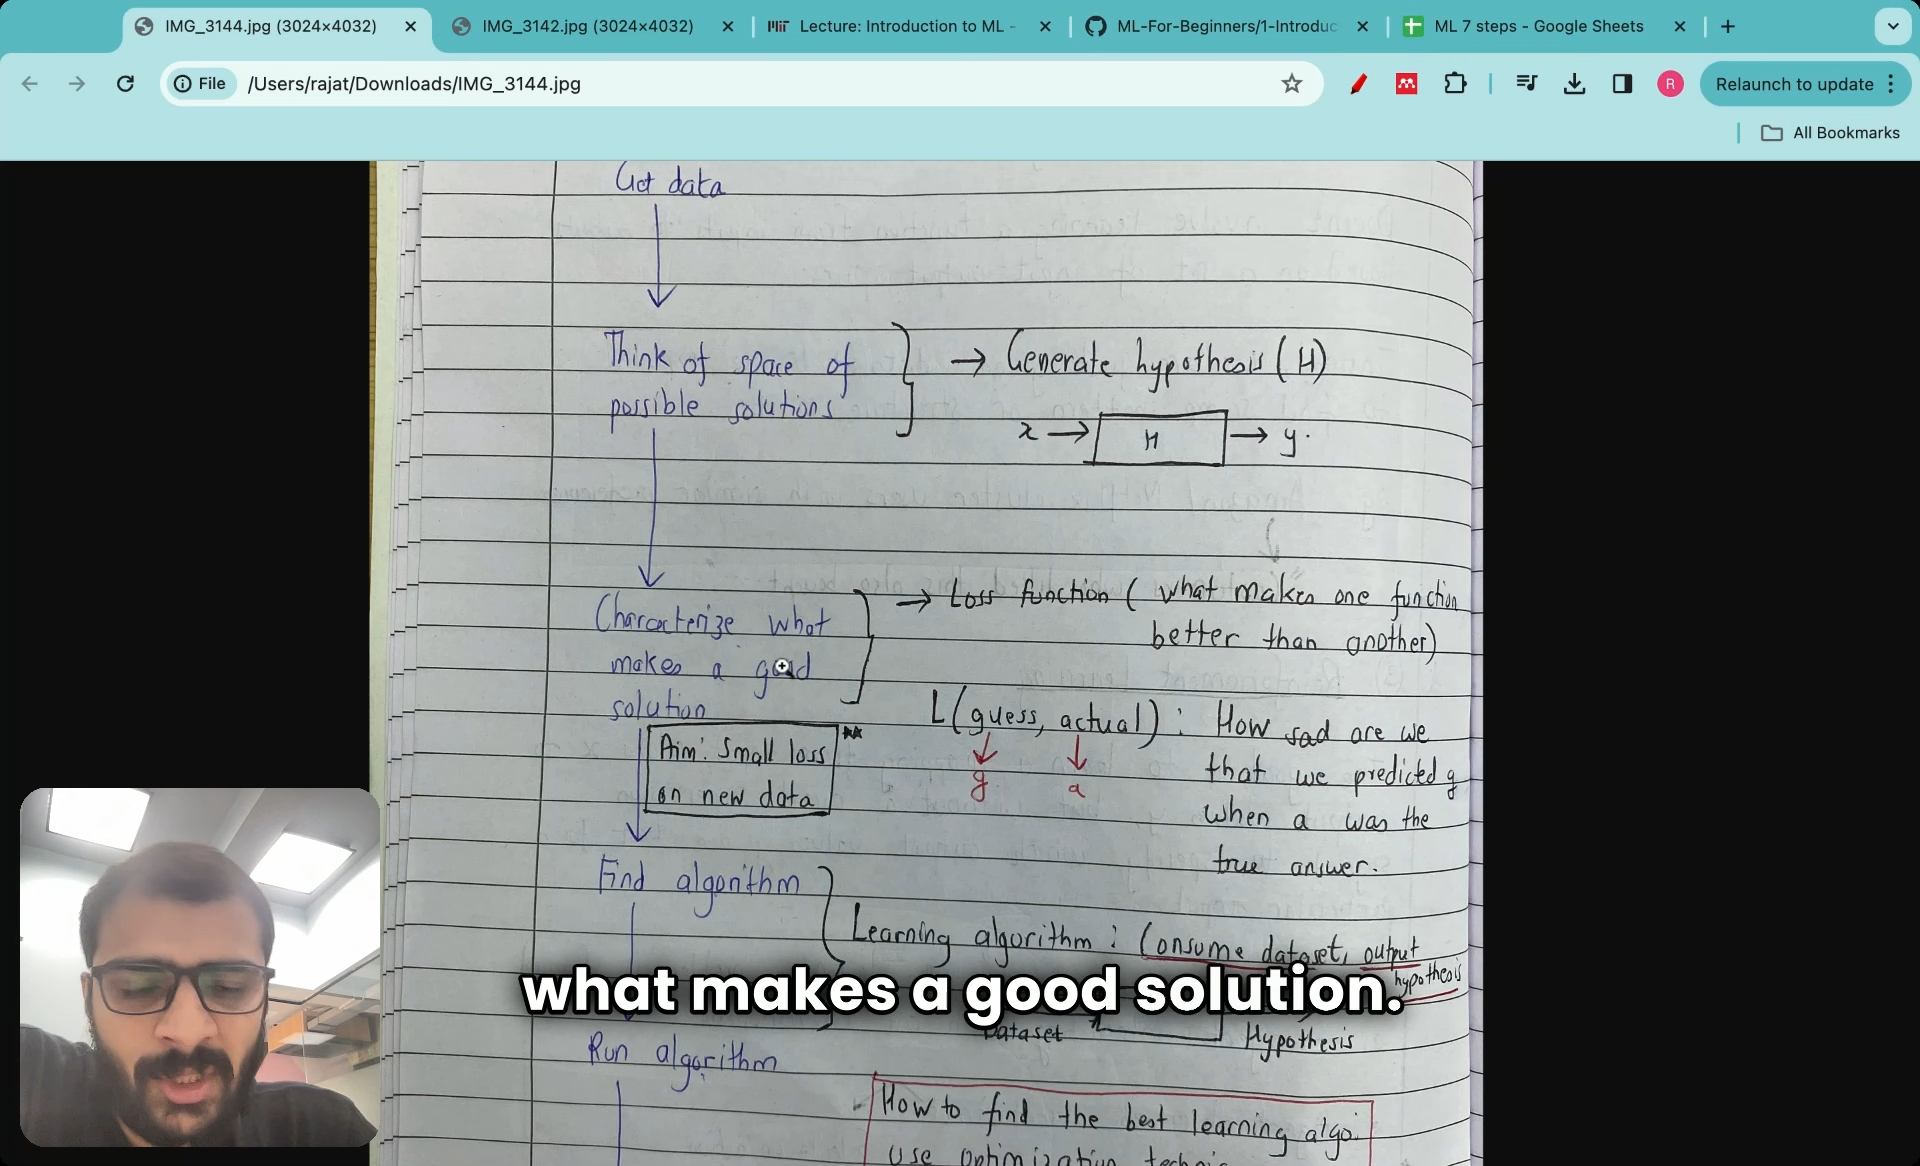 IMG_3144.jpg (3024×4032)
IMG_3142.jpg (3024×4032)
MIT
Lecture: Introduction to ML -
ML-For-Beginners/1-Introduc
ML 7 steps - Google Sheets
File
/Users/rajat/Downloads/IMG_3144.jpg
R
Relaunch to update
All Bookmarks
Get data
Think of space of
possible solutions
→ Generate hypothesis (H)
x → H → y.
Characterize what
makes a good
solution
→ Loss function ( what makes one function
better than another)
L(guess, actual) : How sad are we
g a that we predicted g
when a was the
true answer.
Aim: Small loss
on new data
Find algorithm
Learning algorithm : Consume dataset, output
hypothesis
what makes a good solution.
Dataset
Hypothesis
Run algorithm
How to find the best learning algo.
Use optimization